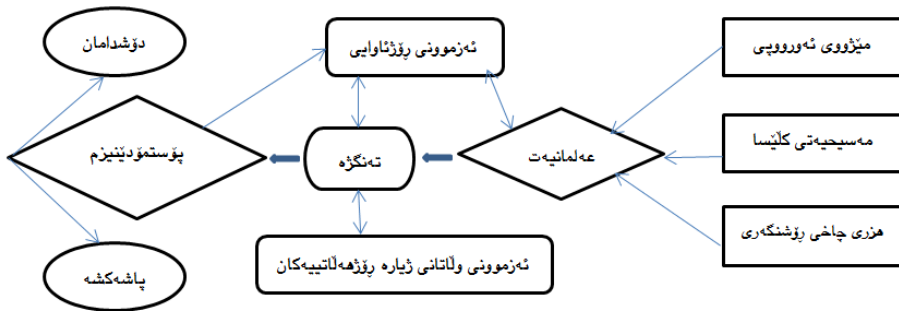 مێژووی ئەورووپی
مەسیحیەتی کڵێسا
هزری چاخی ڕۆشنگەری
عەلمانیەت
ئەزموونی ڕۆژئاوایی
تەنگژە
ئەزموونی وڵاتانی ژیارە ڕۆژهەڵاتییەکان
پۆستمۆدێنیزم
دۆشدامان
پاشەکشە